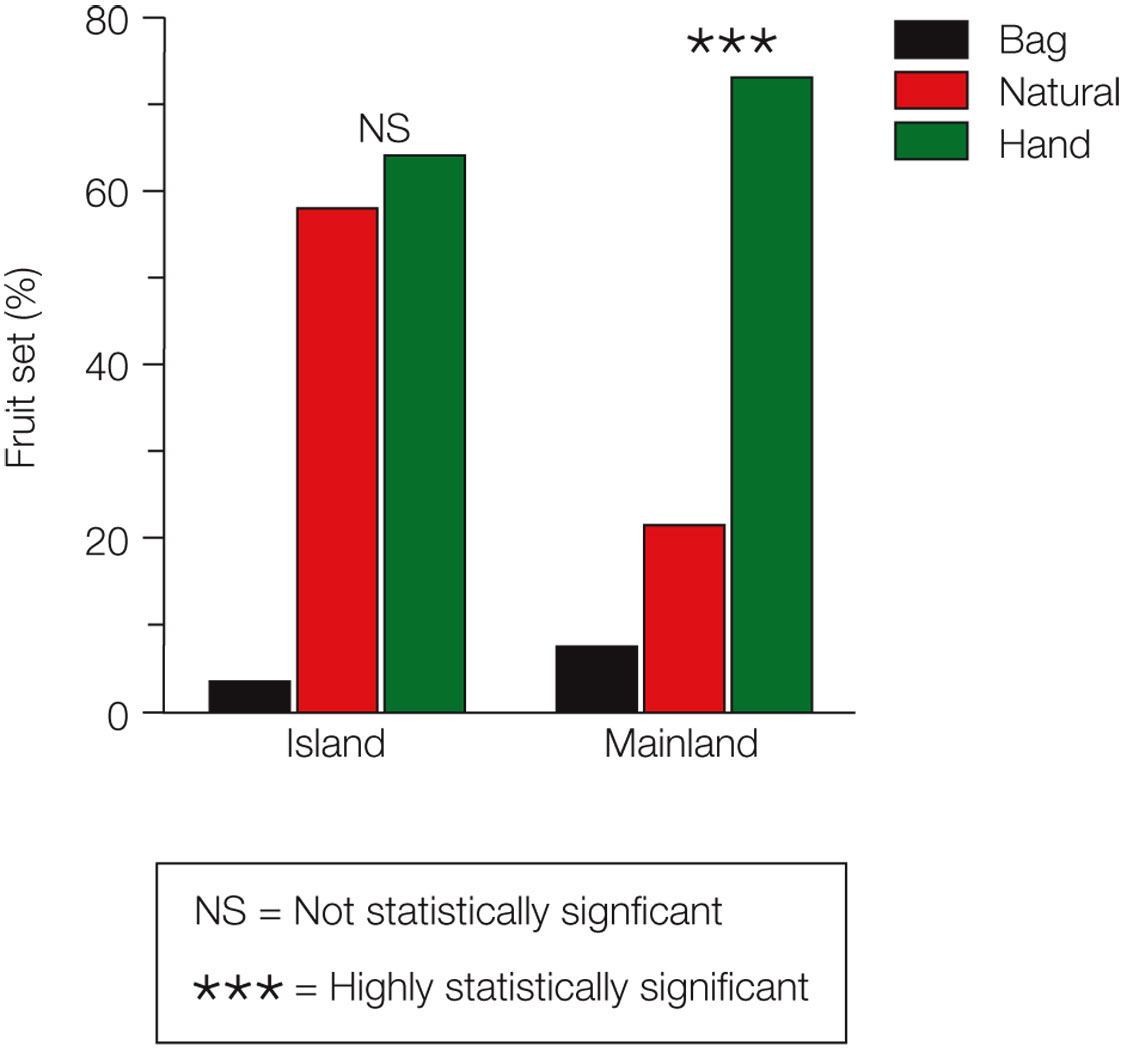 80
60
40
20
0
Fruit set (%)
NS
***
Island
Mainland
Bag
Natural
Hand
NS = Not statistically signficant
*** = Highly statistically significant